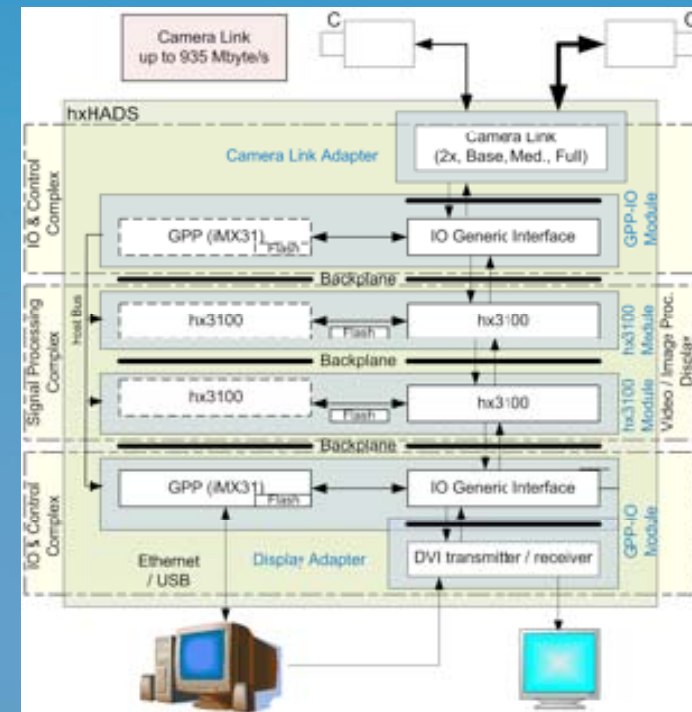 Camera Link
up to 935 Mbyte/s
C
C
hxHADS
Camera Link Adapter
Camera Link
(2x, Base, Med., Full)
IO & Control
Complex
GPP (iMX31)
Flash
IO Generic Interface
GPP-IO
Module
Backplane
Host Bus
Signal Processing
Complex
hx3100
Flash
hx3100
hx3100
Module
Backplane
hx3100
Flash
hx3100
hx3100
Module
Video / Image Proc.
Display
Backplane
IO & Control
Complex
GPP (iMX31)
Flash
IO Generic Interface
GPP-IO
Module
Ethernet
/ USB
Display Adapter
DVI transmitter / receiver